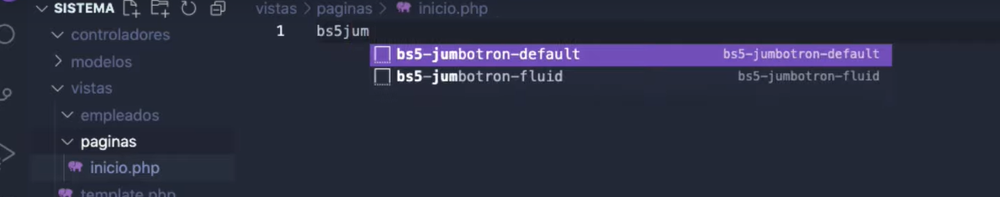 SISTEMA
controladores
modelos
vistas
empleados
paginas
inicio.php
template.php
vistas > paginas > inicio.php
1 bs5jum
bs5-jumbotron-default bs5-jumbotron-default
bs5-jumbotron-fluid bs5-jumbotron-fluid